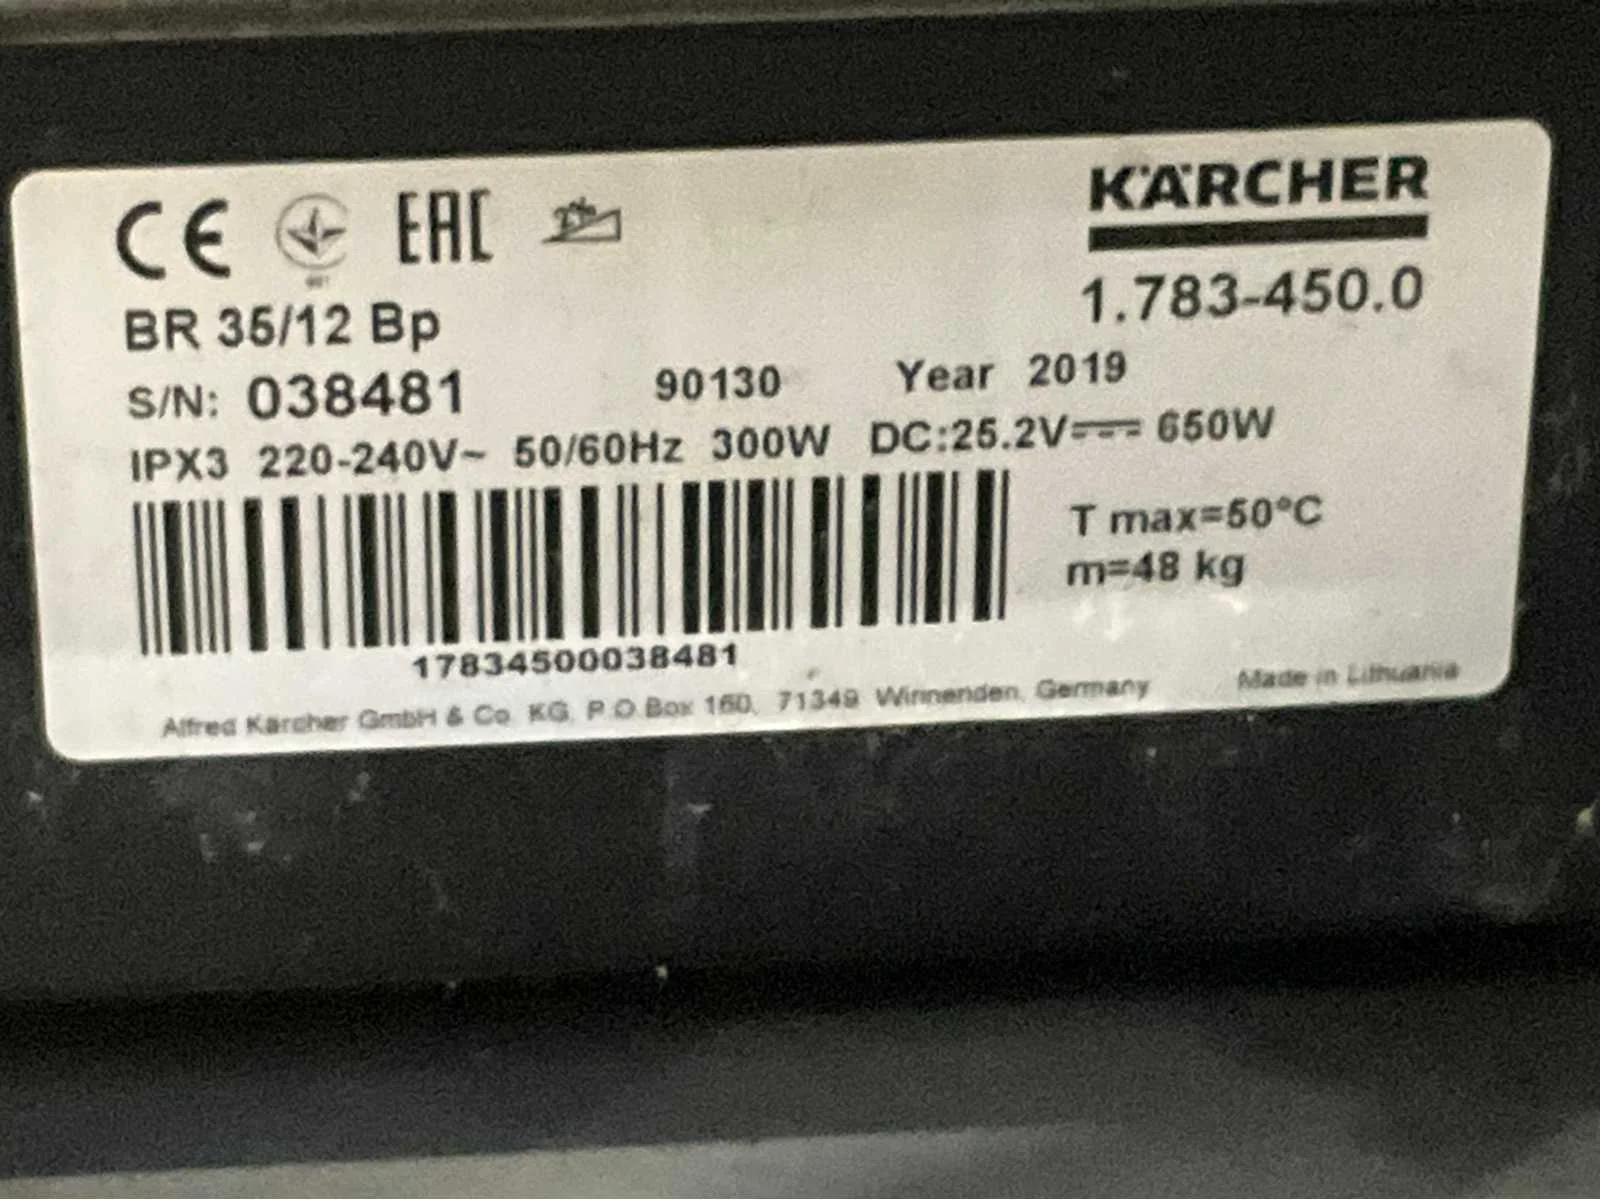 CE EAC 2%
KÄRCHER
1.783-450.0
BR 35/12 Bp
S/N: 038481 90130 Year 2019
IPX3 220-240V~ 50/60Hz 300W DC:25.2V⎓ 650W
T max=50°C
m=48 kg
17834500038481
Alfred Kärcher GmbH & Co. KG, P.O.Box 160, 71349 Winnenden, Germany
Made in Lithuania